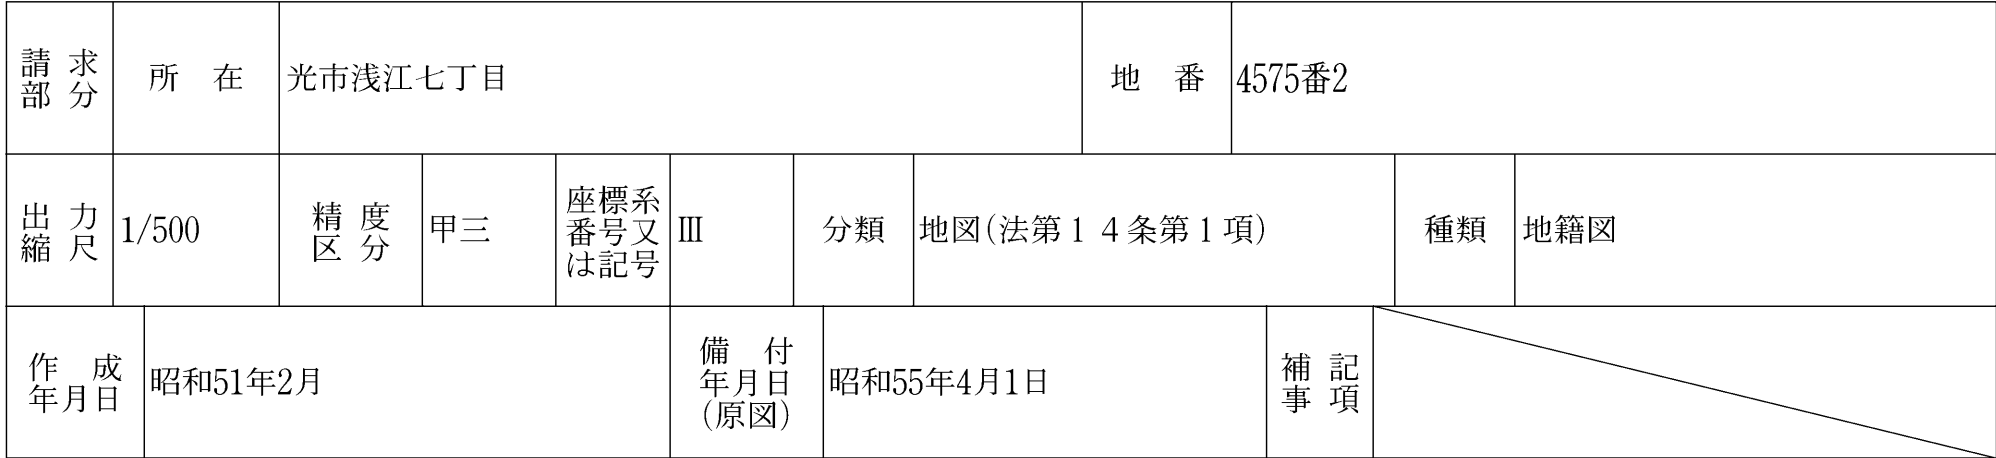 請求部分 所在 光市浅江七丁目 地番 4575番2
出力縮尺 1/500 精度区分 甲三 座標系番号又は記号 Ⅲ 分類 地図(法第14条第1項) 種類 地籍図
作成年月日 昭和51年2月 備付年月日(原図) 昭和55年4月1日 補記事項